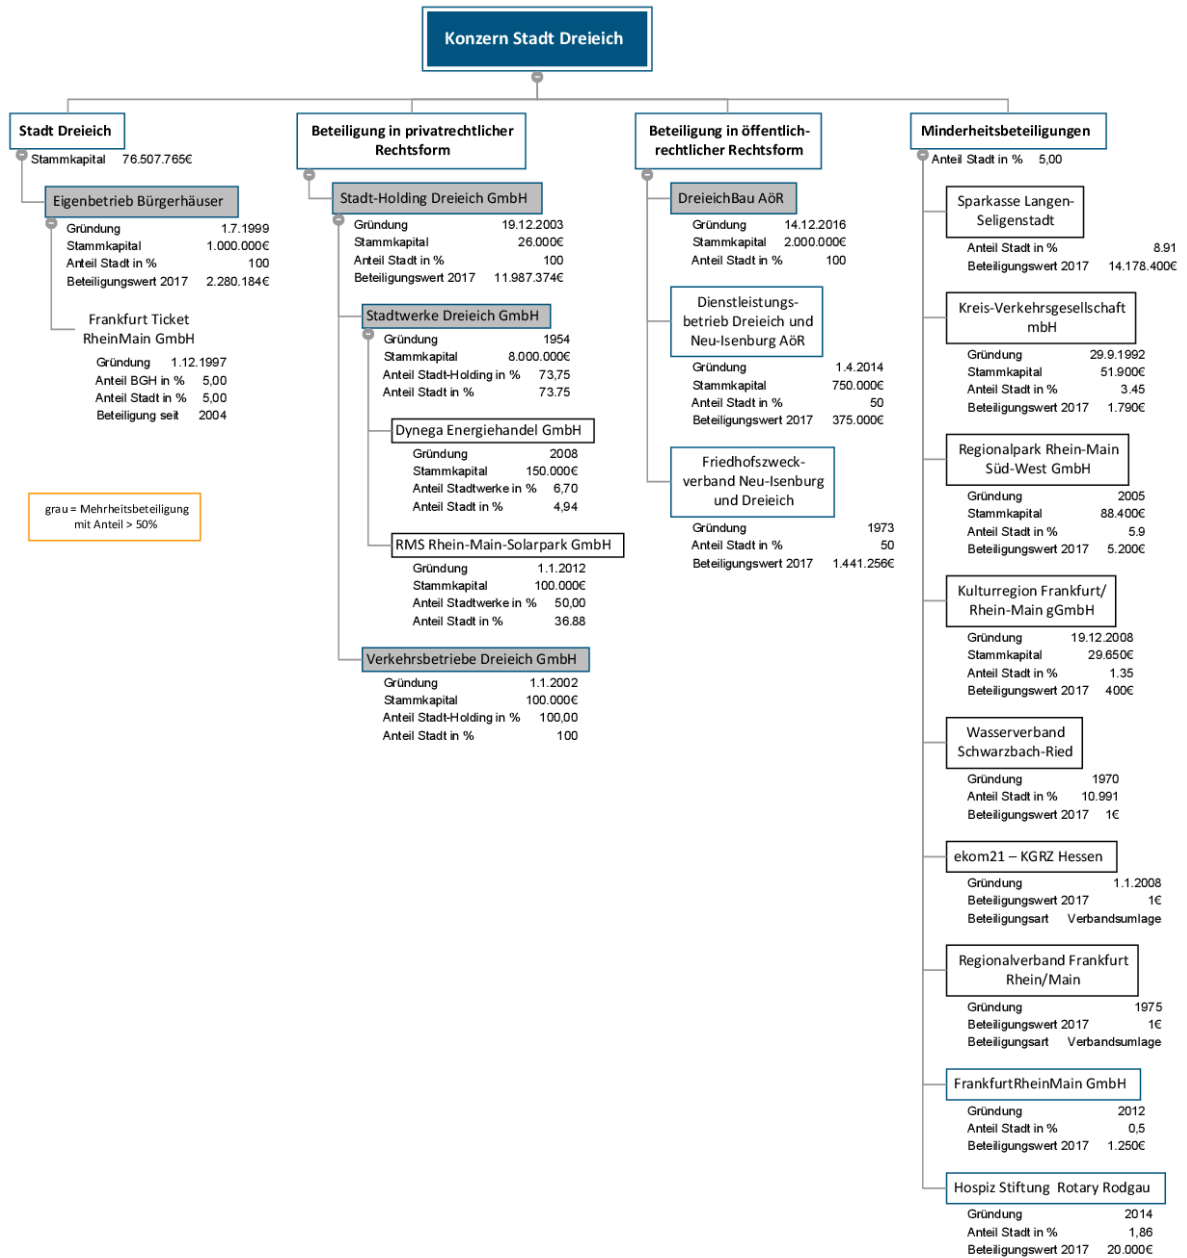 Konzern Stadt Dreieich
Stadt Dreieich
Stammkapital 76.507.765€
Eigenbetrieb Bürgerhäuser
Gründung 1.7.1999
Stammkapital 1.000.000€
Anteil Stadt in % 100
Beteiligungswert 2017 2.280.184€
Frankfurt Ticket
RheinMain GmbH
Gründung 1.12.1997
Anteil BGH in % 5,00
Anteil Stadt in % 5,00
Beteiligung seit 2004
grau = Mehrheitsbeteiligung
mit Anteil > 50%
Beteiligung in privatrechtlicher
Rechtsform
Stadt-Holding Dreieich GmbH
Gründung 19.12.2003
Stammkapital 26.000€
Anteil Stadt in % 100
Beteiligungswert 2017 11.987.374€
Stadtwerke Dreieich GmbH
Gründung 1954
Stammkapital 8.000.000€
Anteil Stadt-Holding in % 73,75
Anteil Stadt in % 73.75
Dynega Energiehandel GmbH
Gründung 2008
Stammkapital 150.000€
Anteil Stadtwerke in % 6,70
Anteil Stadt in % 4,94
RMS Rhein-Main-Solarpark GmbH
Gründung 1.1.2012
Stammkapital 100.000€
Anteil Stadtwerke in % 50,00
Anteil Stadt in % 36.88
Verkehrsbetriebe Dreieich GmbH
Gründung 1.1.2002
Stammkapital 100.000€
Anteil Stadt-Holding in % 100,00
Anteil Stadt in % 100
Beteiligung in öffentlich-
rechtlicher Rechtsform
DreieichBau AöR
Gründung 14.12.2016
Stammkapital 2.000.000€
Anteil Stadt in % 100
Dienstleistungs-
betrieb Dreieich und
Neu-Isenburg AöR
Gründung 1.4.2014
Stammkapital 750.000€
Anteil Stadt in % 50
Beteiligungswert 2017 375.000€
Friedhofszweck-
verband Neu-Isenburg
und Dreieich
Gründung 1973
Anteil Stadt in % 50
Beteiligungswert 2017 1.441.256€
Minderheitsbeteiligungen
Anteil Stadt in % 5,00
Sparkasse Langen-
Seligenstadt
Anteil Stadt in % 8.91
Beteiligungswert 2017 14.178.400€
Kreis-Verkehrsgesellschaft
mbH
Gründung 29.9.1992
Stammkapital 51.900€
Anteil Stadt in % 3.45
Beteiligungswert 2017 1.790€
Regionalpark Rhein-Main
Süd-West GmbH
Gründung 2005
Stammkapital 88.400€
Anteil Stadt in % 5.9
Beteiligungswert 2017 5.200€
Kulturregion Frankfurt/
Rhein-Main gGmbH
Gründung 19.12.2008
Stammkapital 29.650€
Anteil Stadt in % 1.35
Beteiligungswert 2017 400€
Wasserverband
Schwarzbach-Ried
Gründung 1970
Anteil Stadt in % 10.991
Beteiligungswert 2017 1€
ekom21 – KGRZ Hessen
Gründung 1.1.2008
Beteiligungswert 2017 1€
Beteiligungsart Verbandsumlage
Regionalverband Frankfurt
Rhein/Main
Gründung 1975
Beteiligungswert 2017 1€
Beteiligungsart Verbandsumlage
FrankfurtRheinMain GmbH
Gründung 2012
Anteil Stadt in % 0,5
Beteiligungswert 2017 1.250€
Hospiz Stiftung Rotary Rodgau
Gründung 2014
Anteil Stadt in % 1,86
Beteiligungswert 2017 20.000€